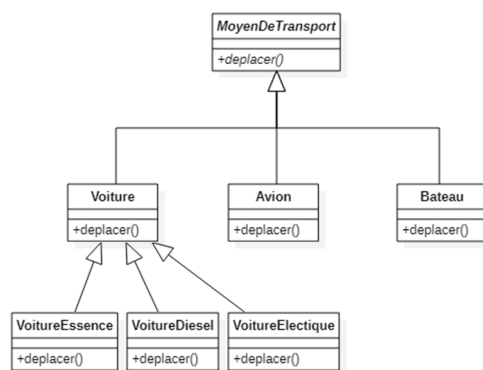 MoyenDeTransport
+deplacer()
Voiture
+deplacer()
Avion
+deplacer()
Bateau
+deplacer()
VoitureEssence
+deplacer()
VoitureDiesel
+deplacer()
VoitureElectique
+deplacer()